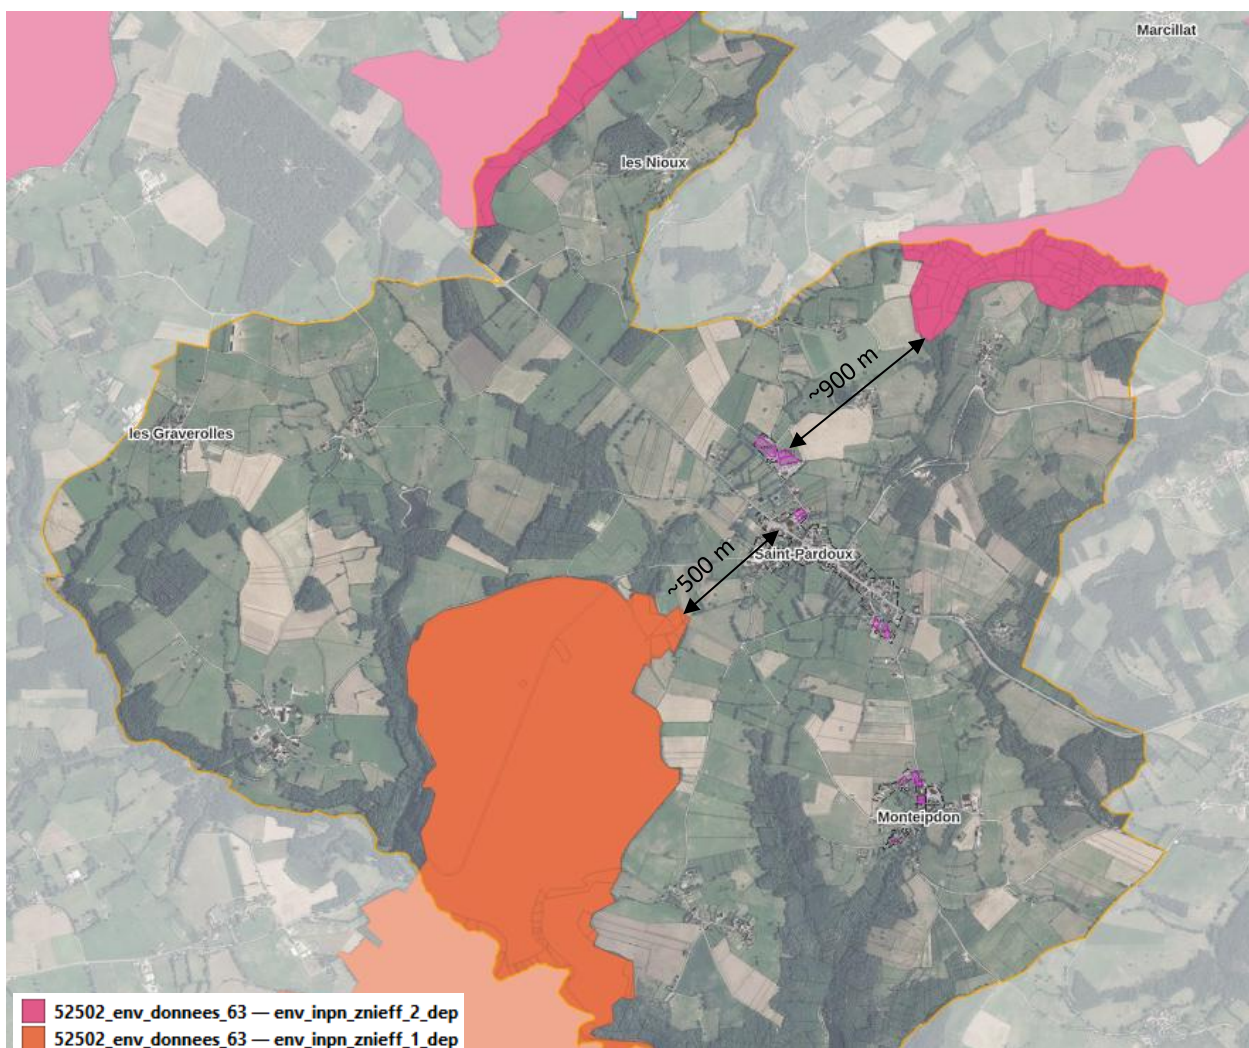 Marcillat
les Nioux
~900 m
les Graverolles
~500 m
Saint-Pardoux
Monteipdon
52502_env_donnees_63 — env_inpn_znieff_2_dep
52502_env_donnees_63 — env_inpn_znieff_1_dep